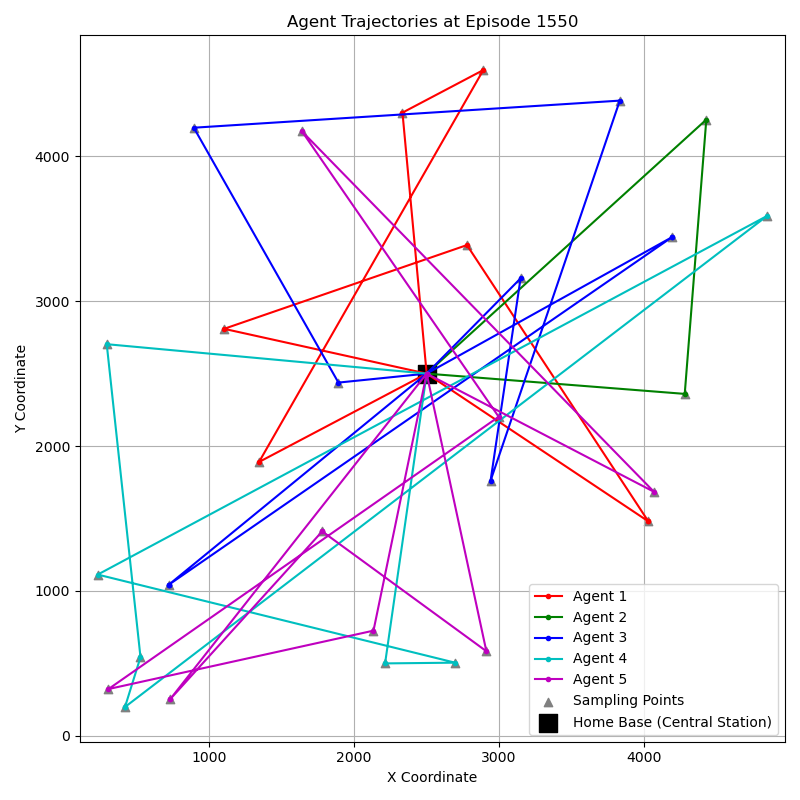 Agent Trajectories at Episode 1550
Y Coordinate
4000
3000
2000
1000
0
1000
2000
3000
4000
X Coordinate
Agent 1
Agent 2
Agent 3
Agent 4
Agent 5
Sampling Points
Home Base (Central Station)